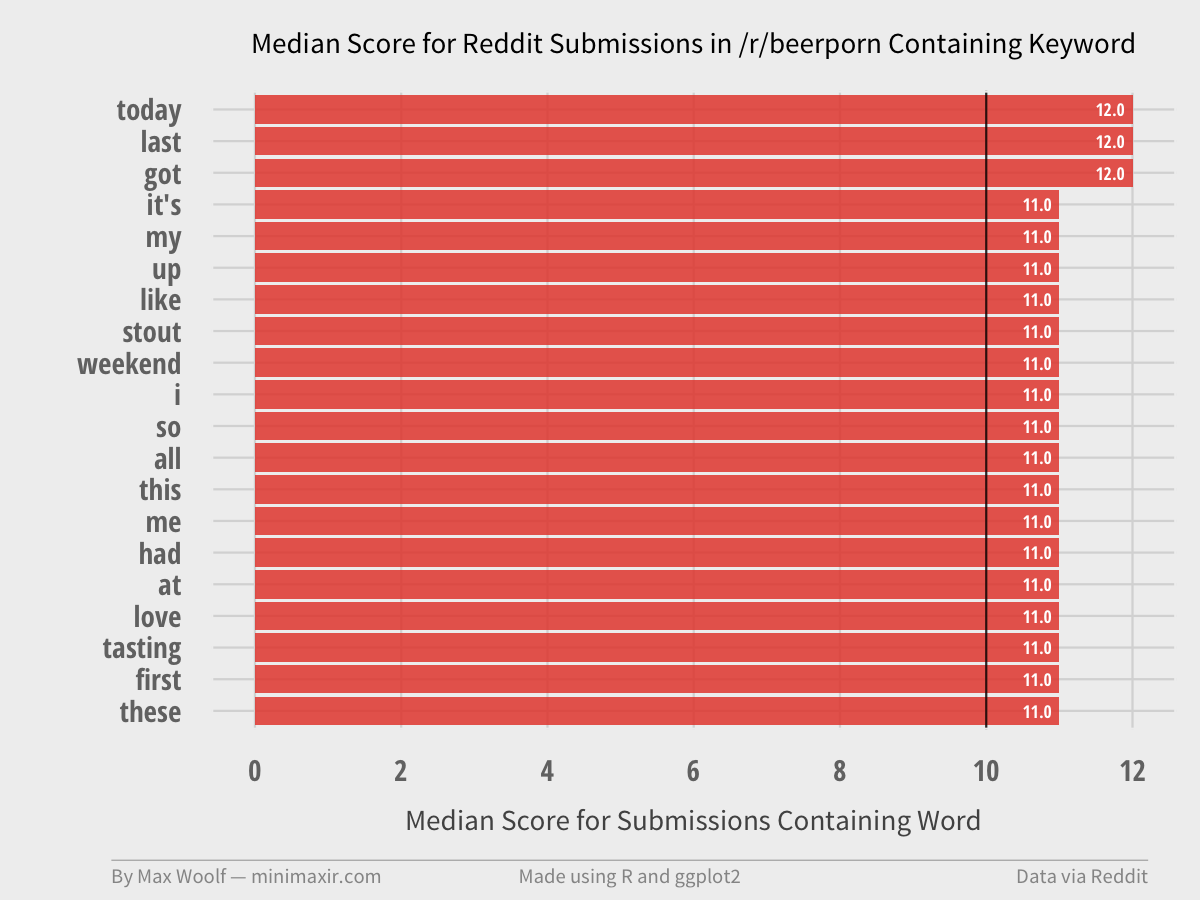 Median Score for Reddit Submissions in /r/beerporn Containing Keyword
today 12.0
last 12.0
got 12.0
it's 11.0
my 11.0
up 11.0
like 11.0
stout 11.0
weekend 11.0
i 11.0
so 11.0
all 11.0
this 11.0
me 11.0
had 11.0
at 11.0
love 11.0
tasting 11.0
first 11.0
these 11.0
0 2 4 6 8 10 12
Median Score for Submissions Containing Word
By Max Woolf — minimaxir.com Made using R and ggplot2 Data via Reddit